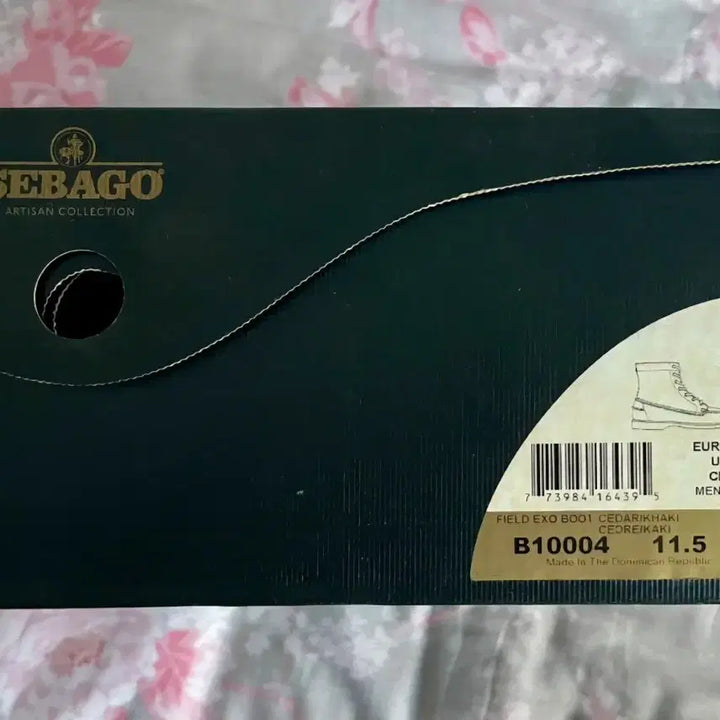 SEBAGO®
ARTISAN COLLECTION
EUR
U
MEN
7 73984 16439 5
FIELD EXO BOOT CEDAR/KHAKI
CEDRE/KAKI
B10004 11.5
Made In The Dominican Republic